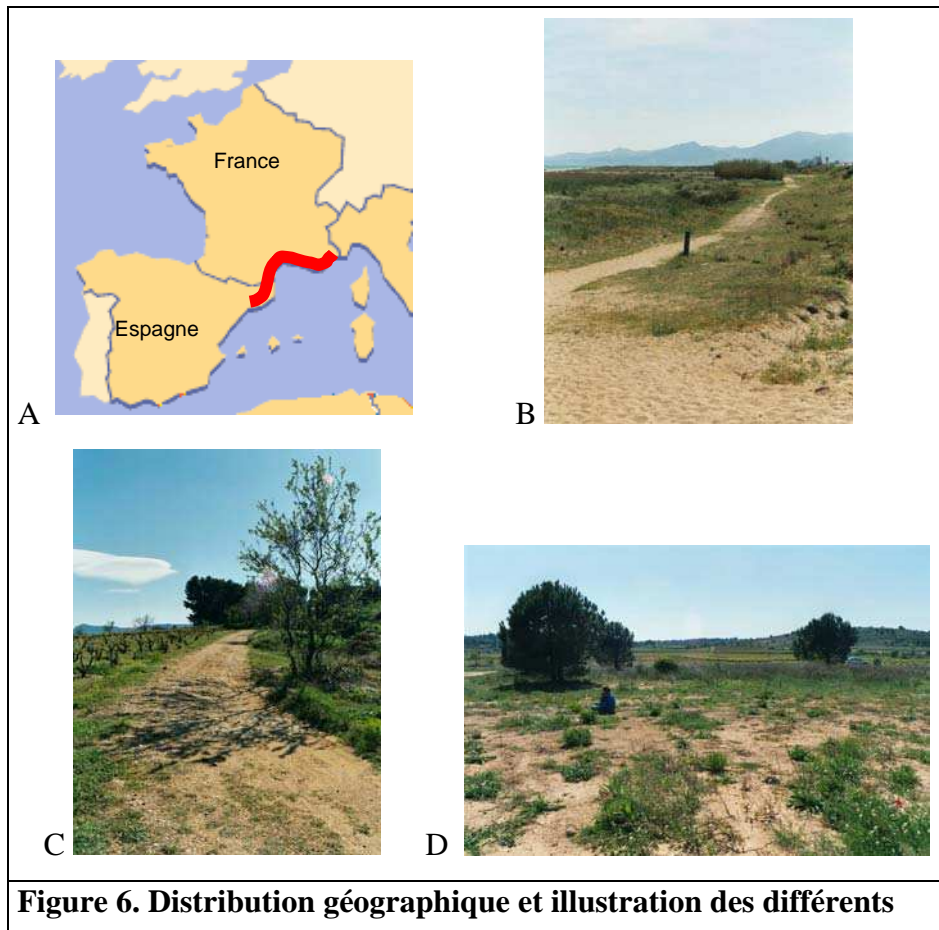 France
Espagne
A
B
C
D
Figure 6. Distribution géographique et illustration des différents